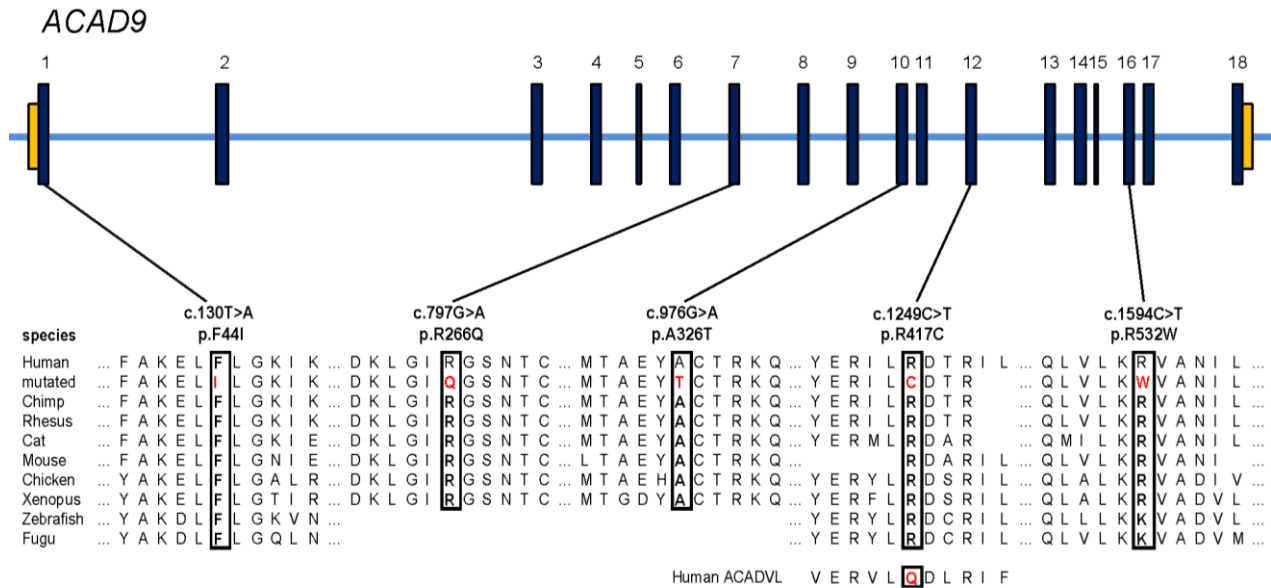 ACAD9
1 2 3 4 5 6 7 8 9 10 11 12 13 14 15 16 17 18
c.130T>A c.797G>A c.976G>A c.1249C>T c.1594C>T
species p.F44I p.R266Q p.A326T p.R417C p.R532W
Human ... F A K E L F L G K I K ... D K L G I R G S N T C ... M T A E Y A C T R K Q ... Y E R I L R D T R I L ... Q L V L K R V A N I L ...
mutated ... F A K E L I L G K I K ... D K L G I Q G S N T C ... M T A E Y T C T R K Q ... Y E R I L C D T R ... Q L V L K W V A N I L ...
Chimp ... F A K E L F L G K I K ... D K L G I R G S N T C ... M T A E Y A C T R K Q ... Y E R I L R D T R ... Q L V L K R V A N I L ...
Rhesus ... F A K E L F L G K I K ... D K L G I R G S N T C ... M T A E Y A C T R K Q ... Y E R I L R D T R ... Q L V L K R V A N I L ...
Cat ... F A K E L F L G K I E ... D K L G I R G S N T C ... M T A E Y A C T R K Q ... Y E R M L R D A R ... Q M I L K R V A N I L ...
Mouse ... F A K E L F L G N I E ... D K L G I R G S N T C ... L T A E Y A C T R K Q ... R D A R I L ... Q L V L K R V A N I ...
Chicken ... Y A K E L F L G A L R ... D K L G I R G S N T C ... M T A E H A C T R K Q ... Y E R Y L R D S R I L ... Q L A L K R V A D I V ...
Xenopus ... Y A K E L F L G T I R ... D K L G I R G S N T C ... M T G D Y A C T R K Q ... Y E R F L R D S R I L ... Q L A L K R V A D V L ...
Zebrafish ... Y A K D L F L G K V N ... ... Y E R Y L R D C R I L ... Q L L L K K V A D V L ...
Fugu ... Y A K D L F L G Q L N ... ... Y E R Y L R D C R I L ... Q L V L K K V A D V M ...
Human ACADVL V E R V L Q D L R I F